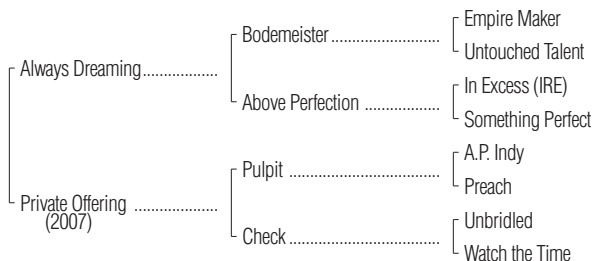 Empire Maker
Bodemeister..........................
Untouched Talent
Always Dreaming..................
In Excess (IRE)
Above Perfection ..................
Something Perfect
A.P. Indy
Pulpit ....................................
Preach
Private Offering ....................
(2007)
Unbridled
Check ....................................
Watch the Time